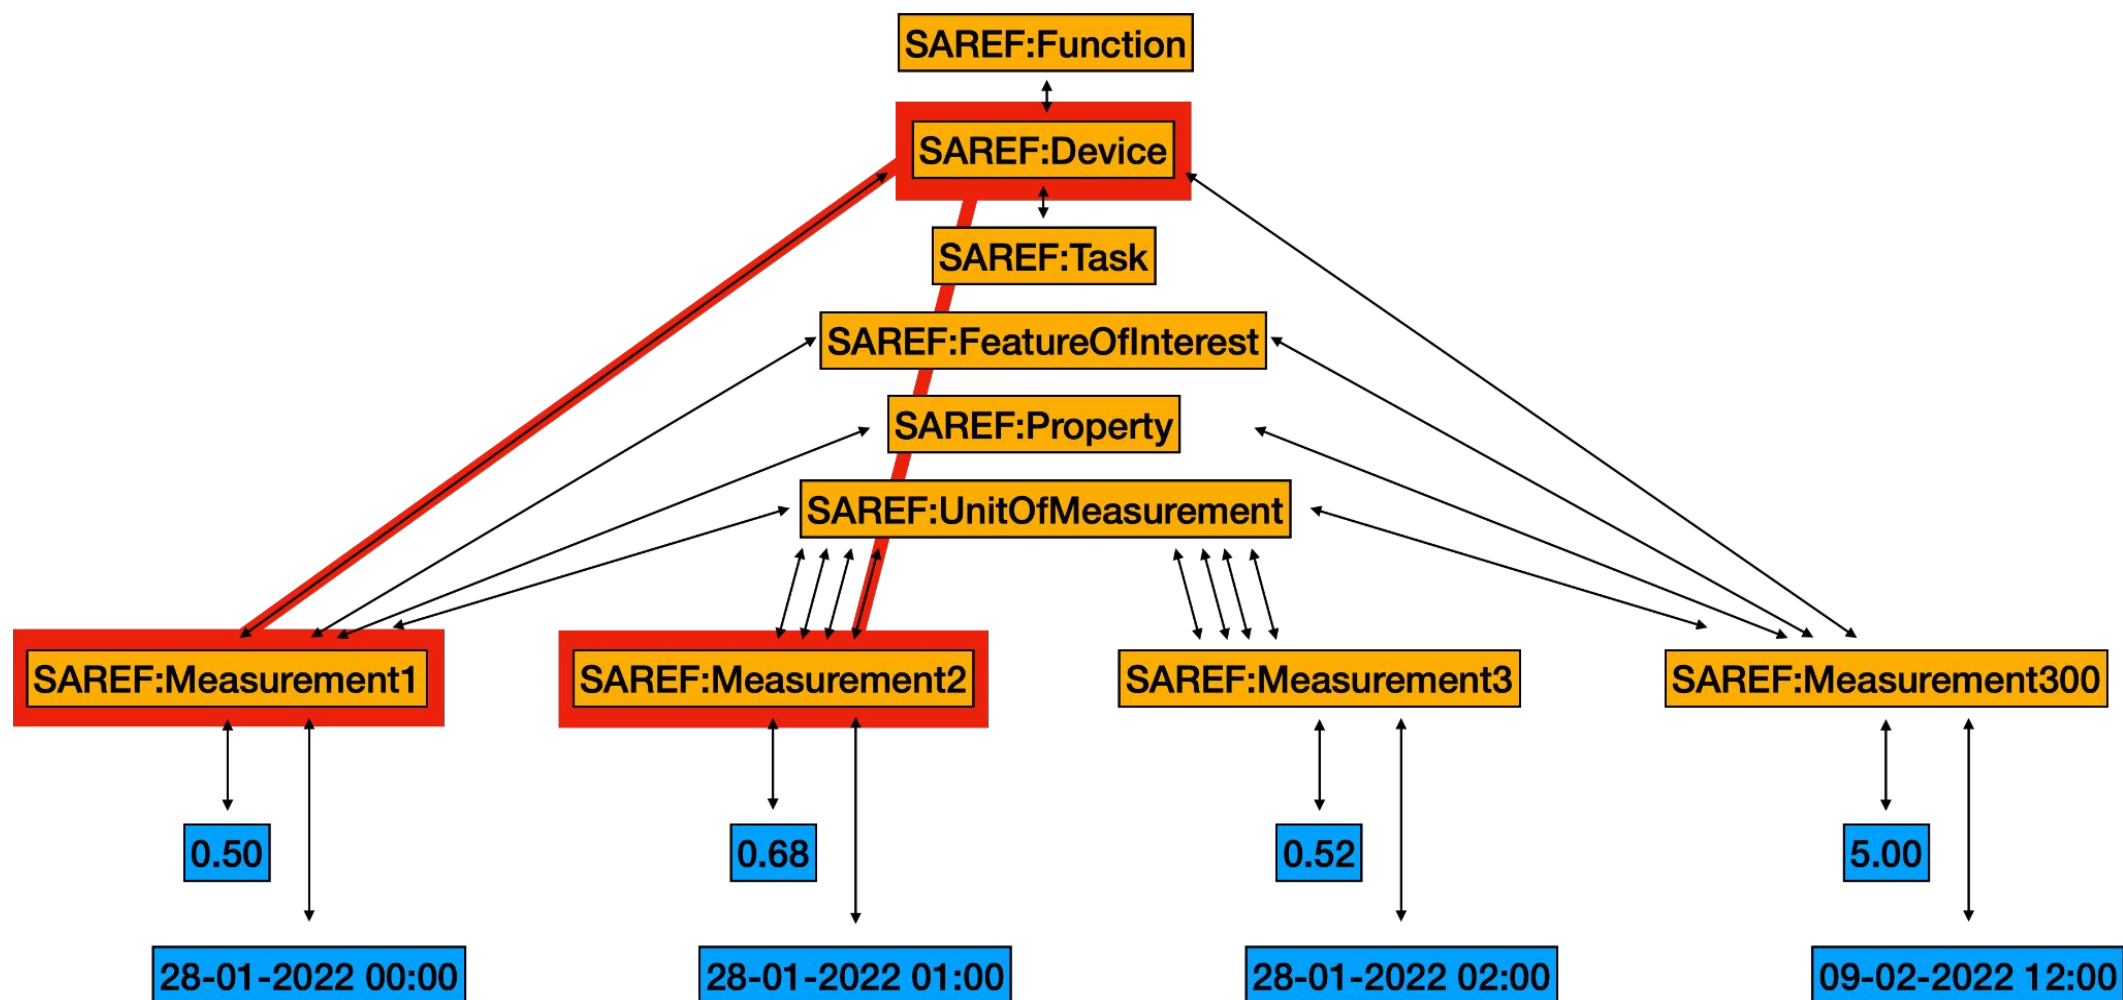 SAREF:Function
SAREF:Device
SAREF:Task
SAREF:FeatureOfInterest
SAREF:Property
SAREF:UnitOfMeasurement
SAREF:Measurement1
SAREF:Measurement2
SAREF:Measurement3
SAREF:Measurement300
0.50
0.68
0.52
5.00
28-01-2022 00:00
28-01-2022 01:00
28-01-2022 02:00
09-02-2022 12:00